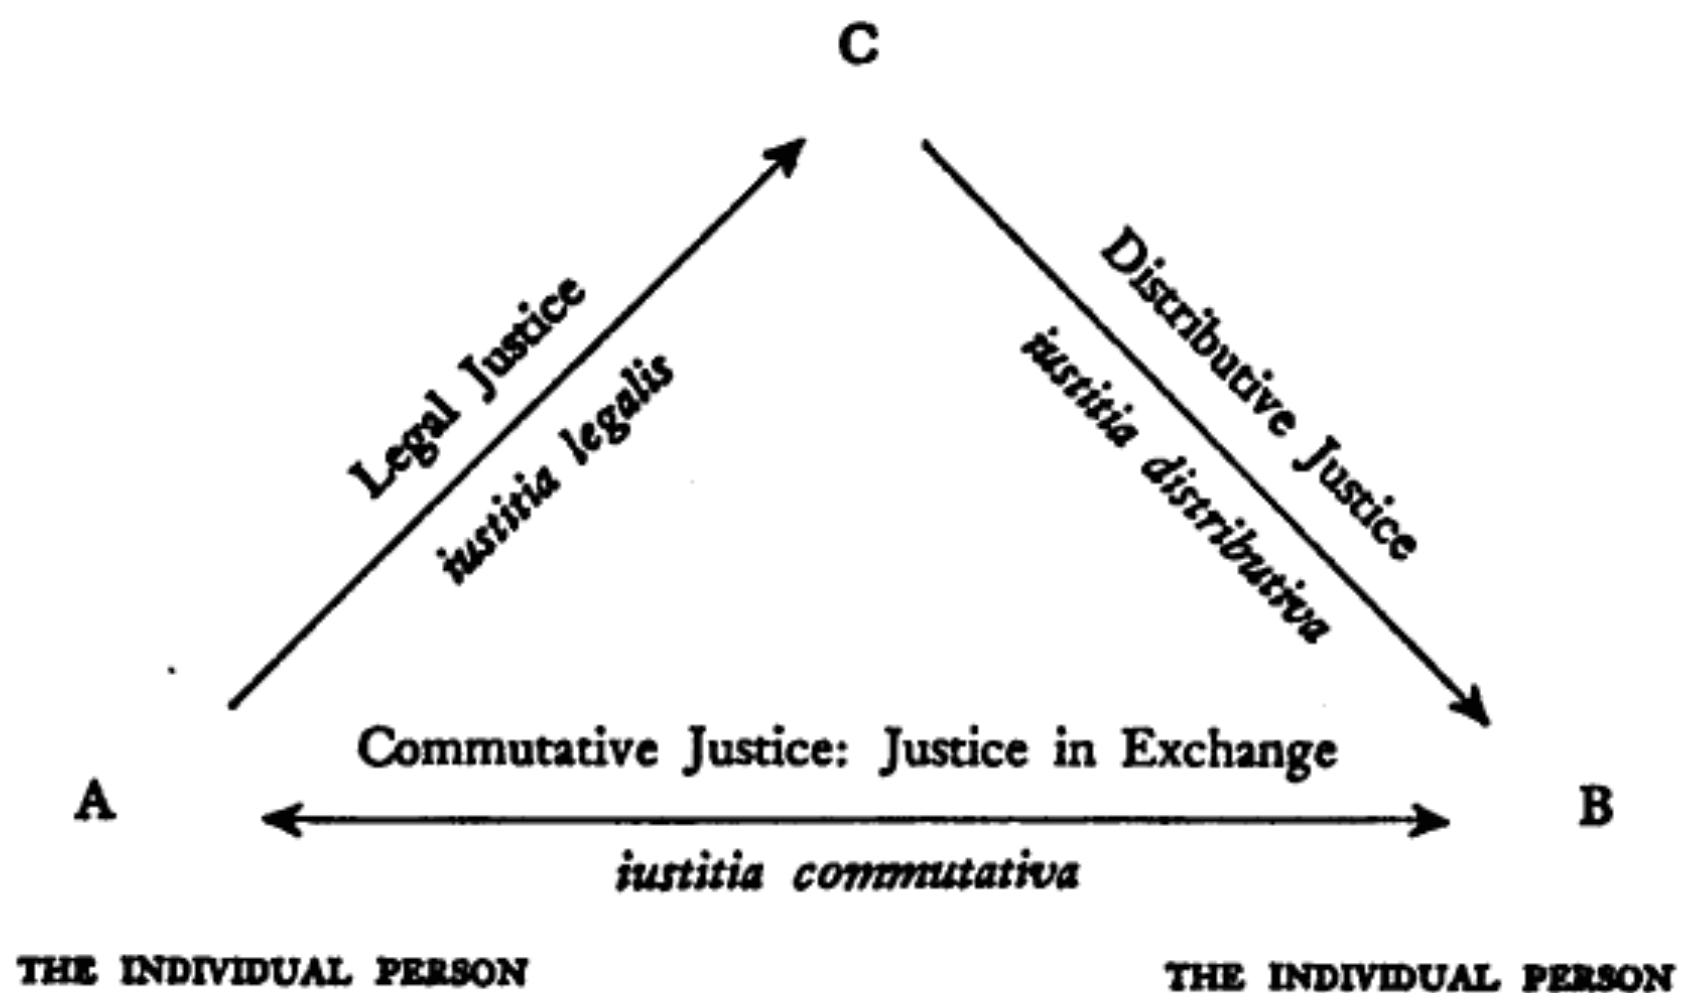 C
Legal Justice
iustitia legalis
Distributive Justice
iustitia distributiva
Commutative Justice: Justice in Exchange
A
B
iustitia commutativa
THE INDIVIDUAL PERSON
THE INDIVIDUAL PERSON